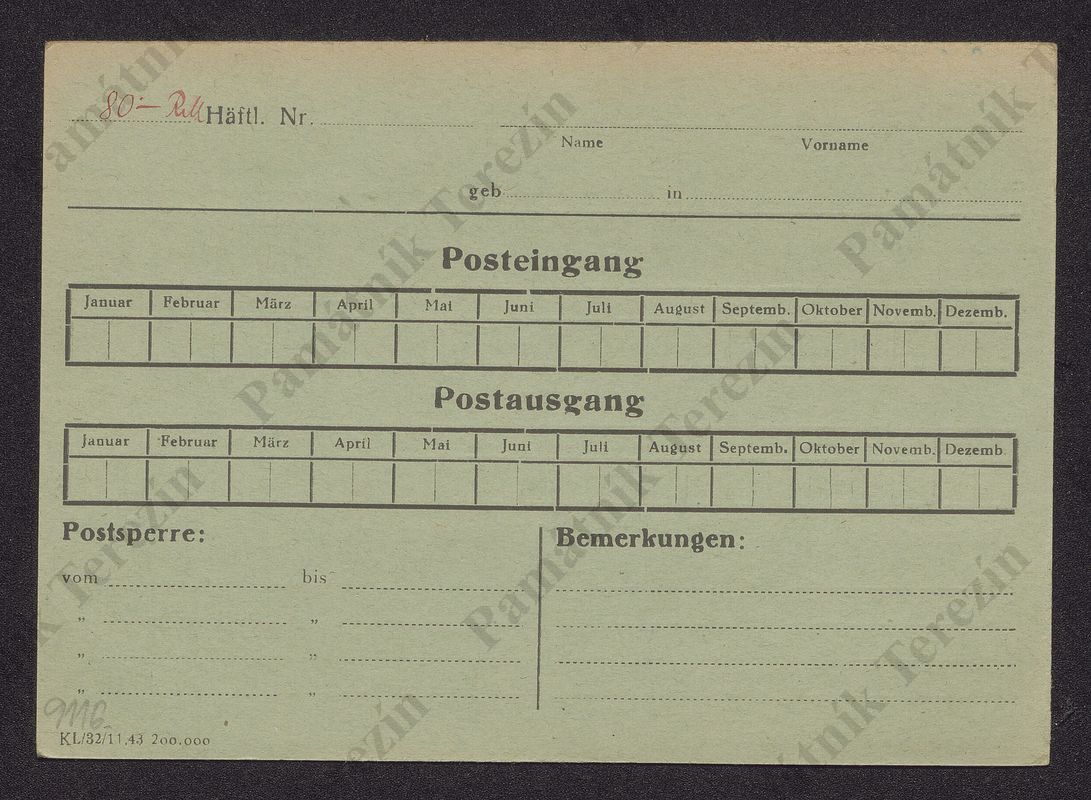 80.– RM Häftl. Nr.
Name Vorname
geb. in
Posteingang
Januar Februar März April Mai Juni Juli August Septemb. Oktober Novemb. Dezemb.
Postausgang
Januar Februar März April Mai Juni Juli August Septemb. Oktober Novemb. Dezemb.
Postsperre: Bemerkungen:
vom bis
„ „
„ „
„ „
KL/32/11.43 200.000
Památník Terezín